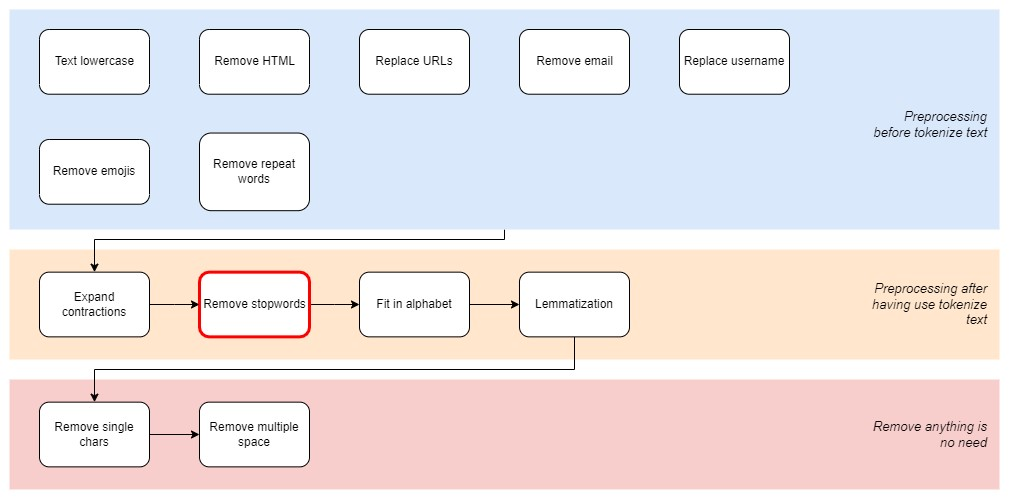 Text lowercase
Remove HTML
Replace URLs
Remove email
Replace username
Preprocessing
before tokenize text
Remove emojis
Remove repeat
words
Expand
contractions
Remove stopwords
Fit in alphabet
Lemmatization
Preprocessing after
having use tokenize
text
Remove single
chars
Remove multiple
space
Remove anything is
no need